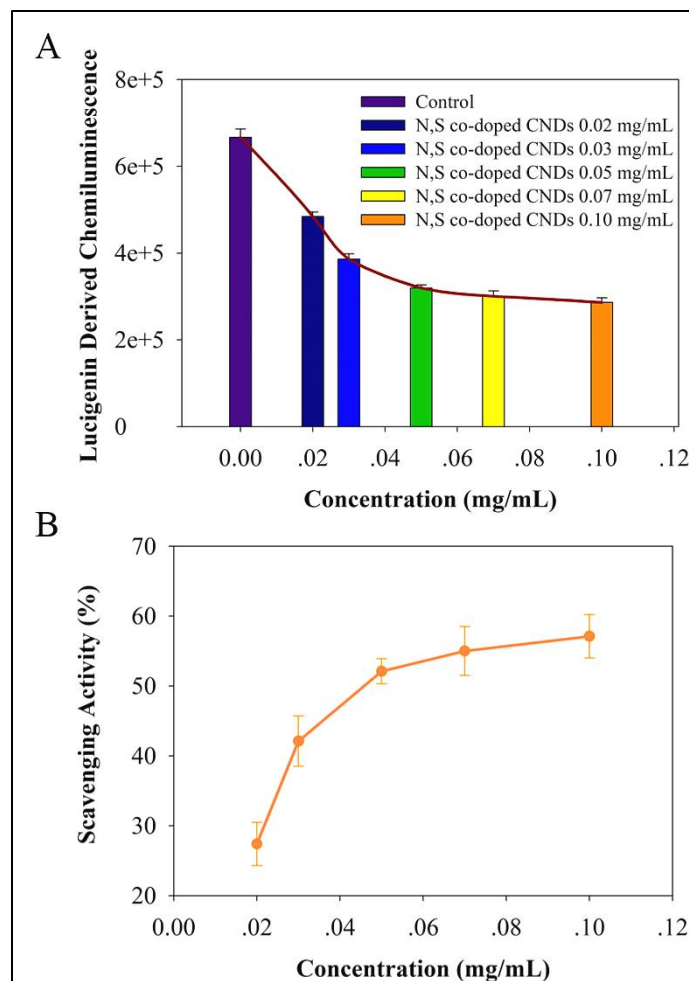 A
8e+5
6e+5
4e+5
2e+5
0
Lucigenin Derived Chemiluminescence
Control
N,S co-doped CNDs 0.02 mg/mL
N,S co-doped CNDs 0.03 mg/mL
N,S co-doped CNDs 0.05 mg/mL
N,S co-doped CNDs 0.07 mg/mL
N,S co-doped CNDs 0.10 mg/mL
0.00 .02 .04 .06 .08 .10 .12
Concentration (mg/mL)
B
70
60
50
40
30
20
Scavenging Activity (%)
0.00 .02 .04 .06 .08 .10 .12
Concentration (mg/mL)